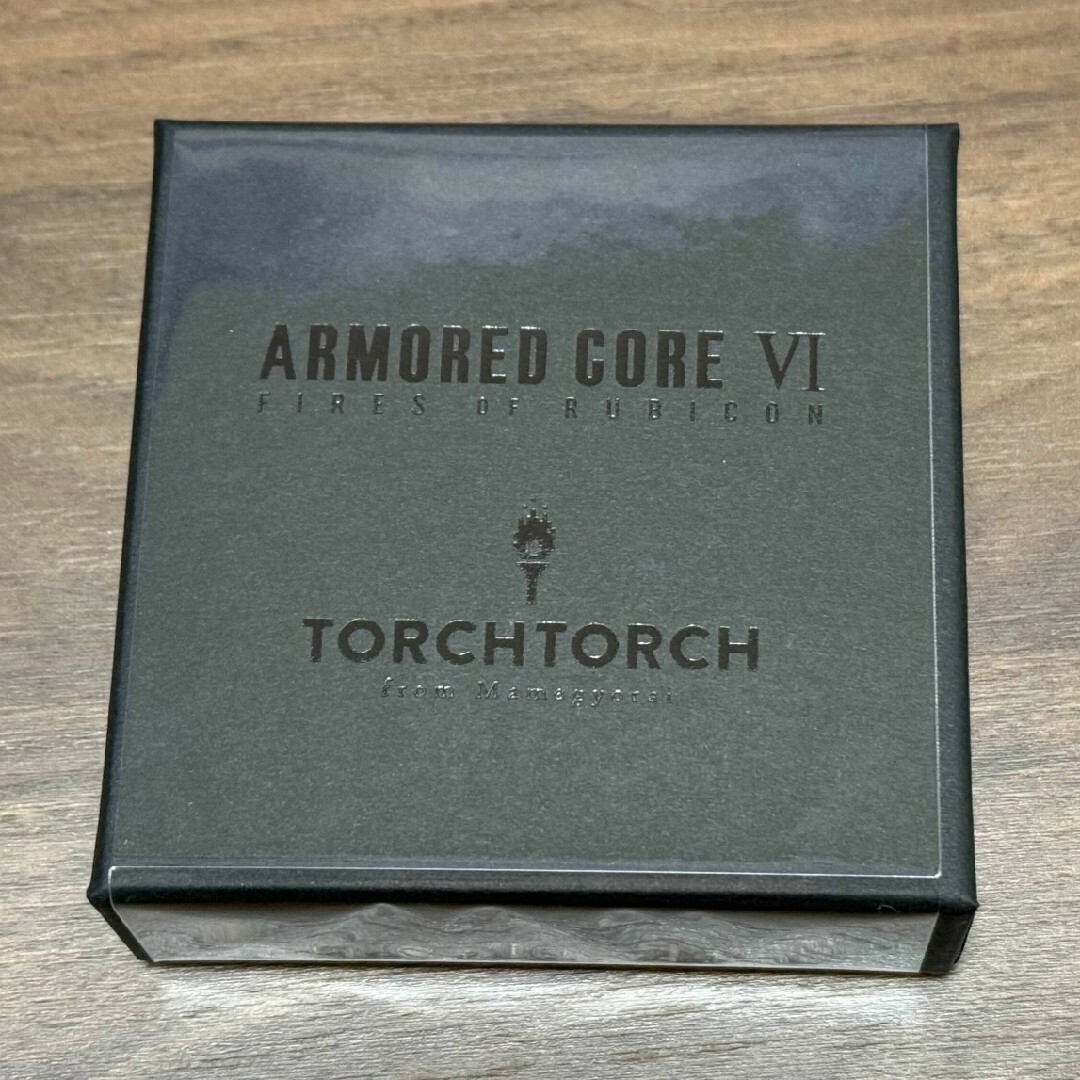 ARMORED CORE VI
FIRES OF RUBICON
TORCHTORCH
from Mamagyorai